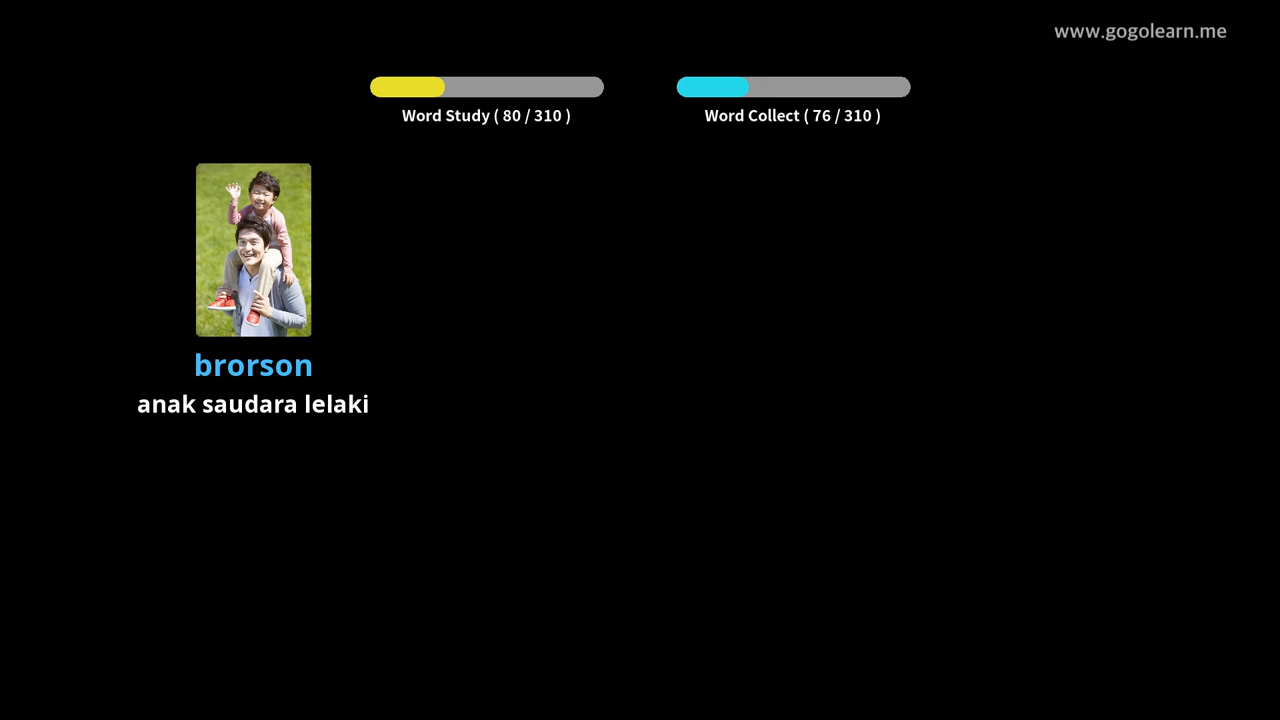 www.gogolearn.me
Word Study ( 80 / 310 )
Word Collect ( 76 / 310 )
brorson
anak saudara lelaki